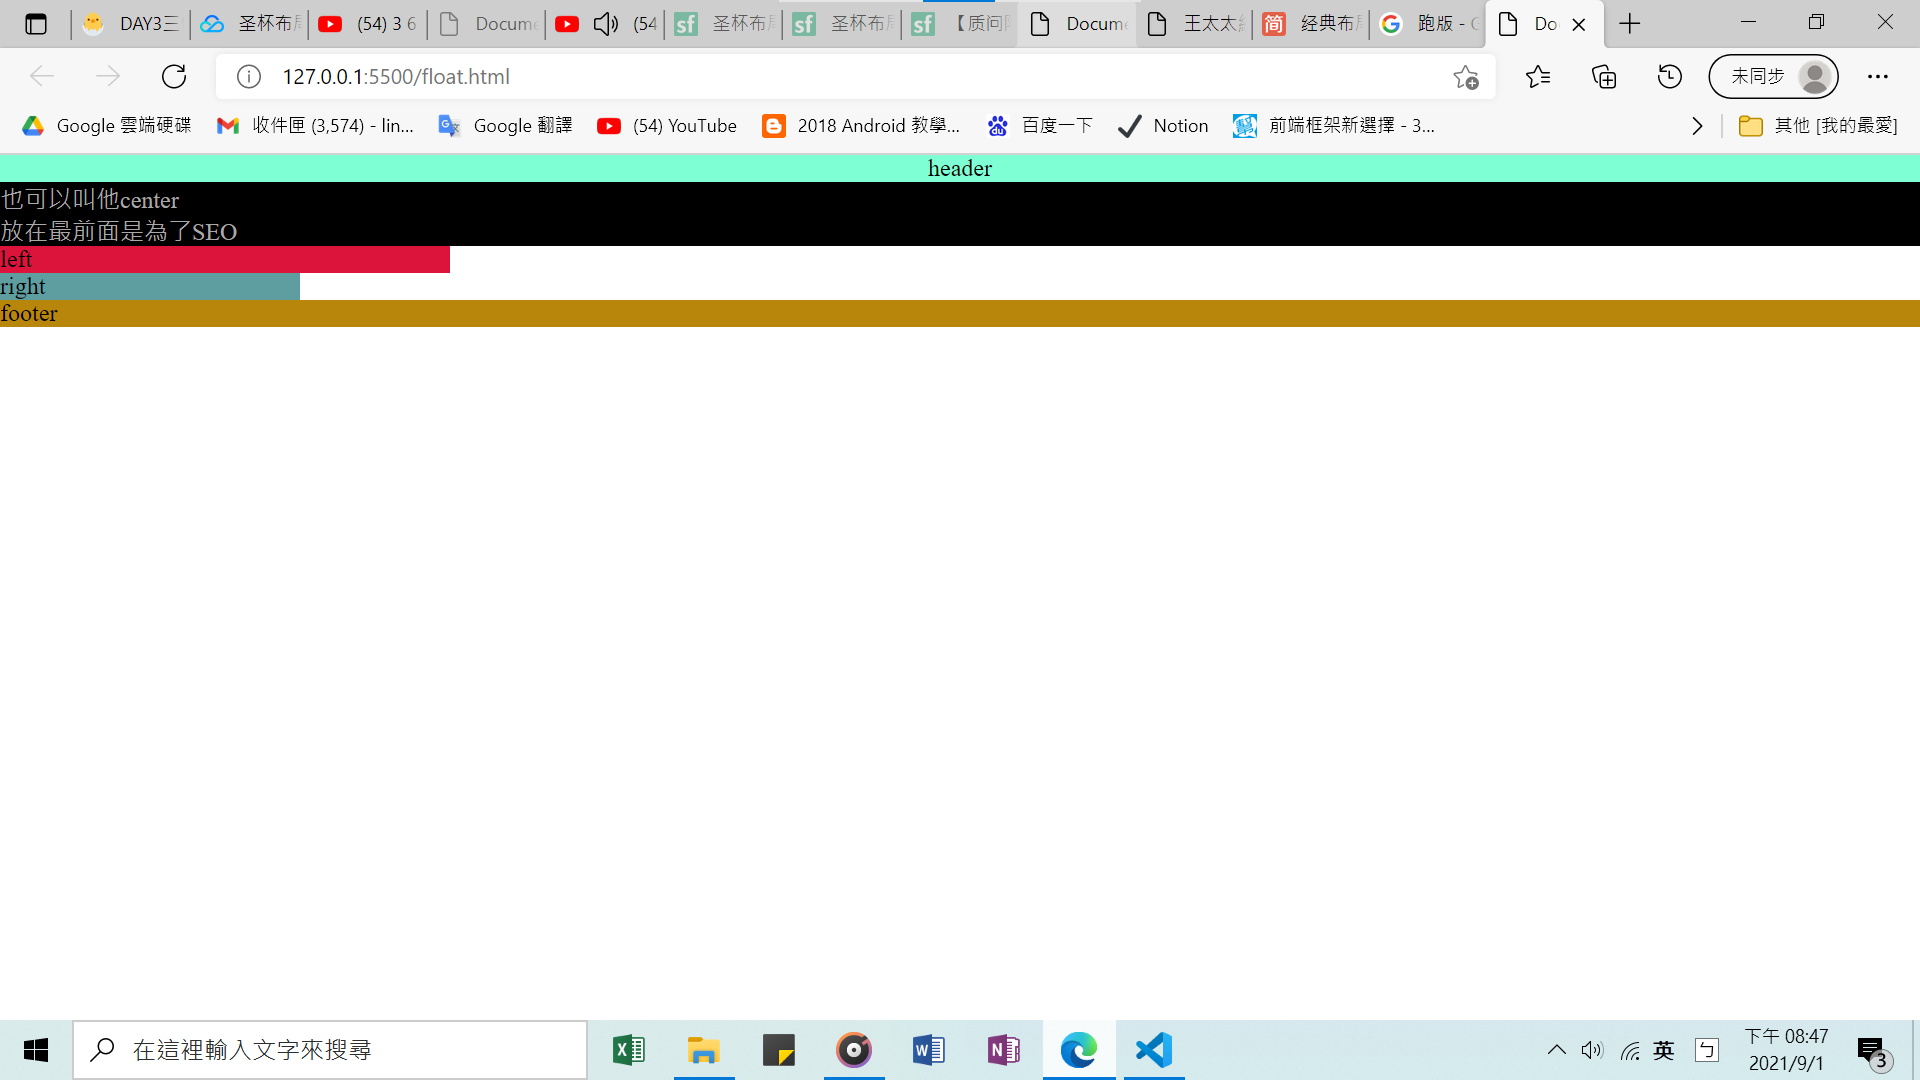 DAY3三
圣杯布局
(54) 3 6
Docume
(54
圣杯布局
圣杯布局
【质问
Docume
王太太
经典布局
跑版 - G
Do
127.0.0.1:5500/float.html
未同步
Google 雲端硬碟
收件匣 (3,574) - lin...
Google 翻譯
(54) YouTube
2018 Android 教學...
百度一下
Notion
前端框架新選擇 - 3...
其他 [我的最愛]
header
也可以叫他center
放在最前面是為了SEO
left
right
footer
在這裡輸入文字來搜尋
英
ㄅ
下午 08:47
2021/9/1
3